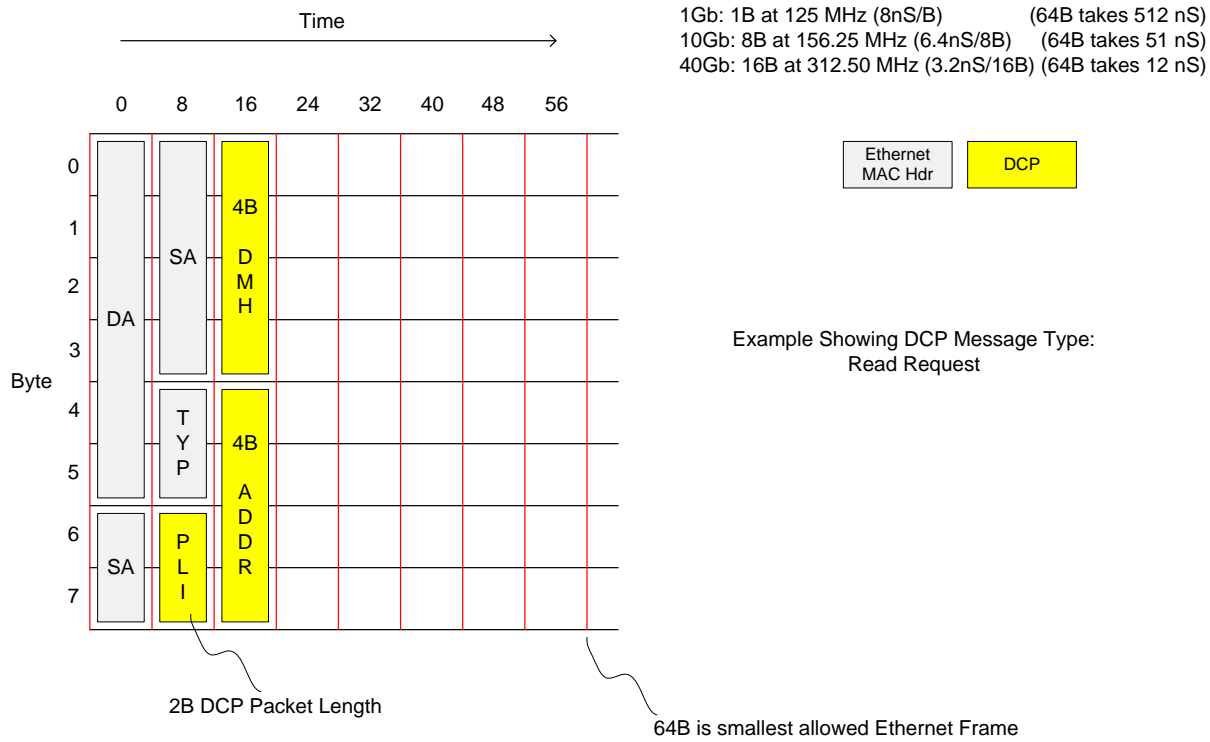 Time
1Gb: 1B at 125 MHz (8nS/B) (64B takes 512 nS)
10Gb: 8B at 156.25 MHz (6.4nS/8B) (64B takes 51 nS)
40Gb: 16B at 312.50 MHz (3.2nS/16B) (64B takes 12 nS)
0 8 16 24 32 40 48 56
Ethernet
MAC Hdr
DCP
Byte
0
1
2
3
4
5
6
7
DA
SA
SA
T
Y
P
P
L
I
4B
D
M
H
4B
A
D
D
R
Example Showing DCP Message Type:
Read Request
2B DCP Packet Length
64B is smallest allowed Ethernet Frame